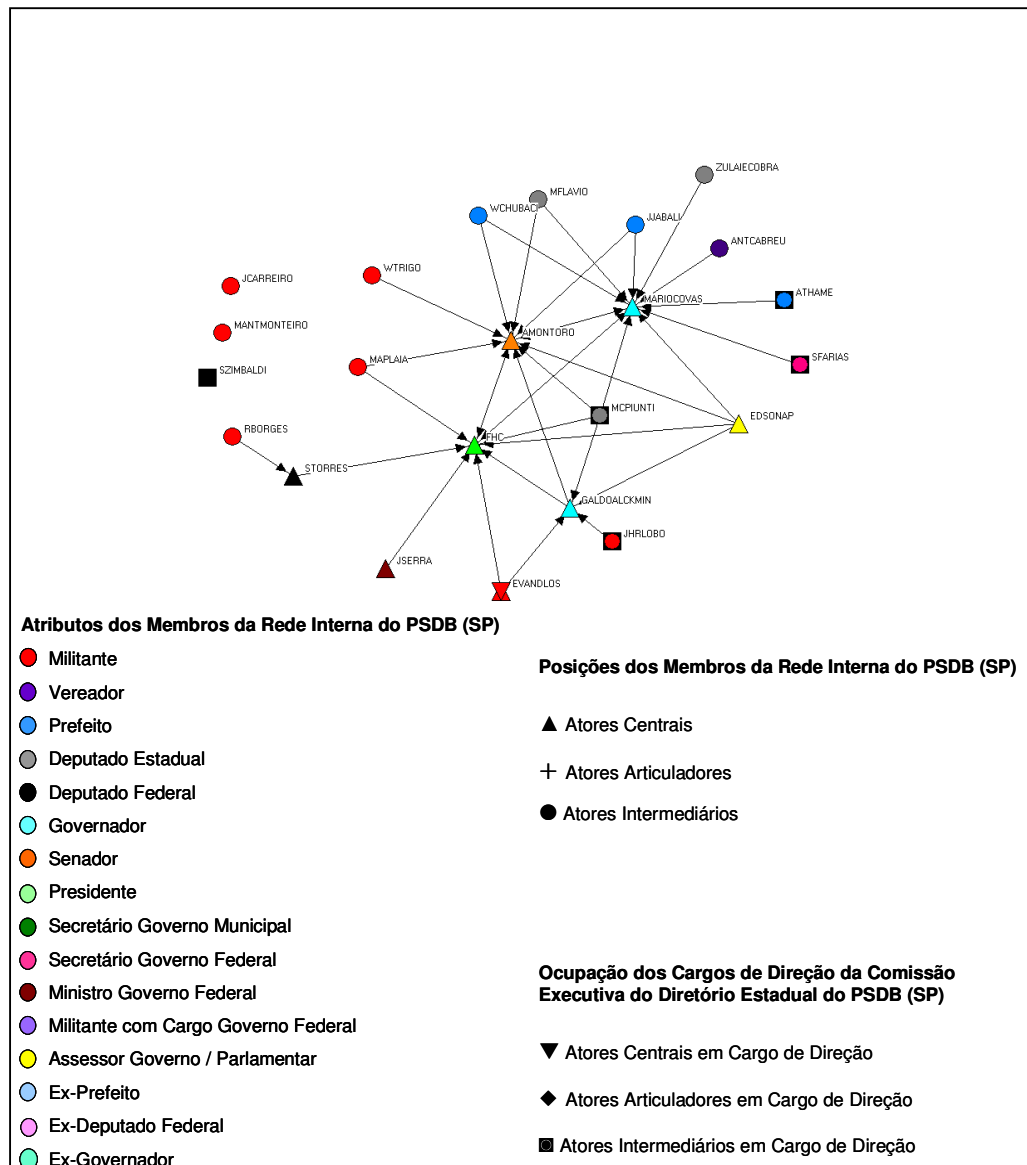 ZULAIECOBRA
MFLAVIO
WCHUBACI
JJABALI
ANTCABREU
WTRIGO
JCARREIRO
ATHAME
MARIOCOVAS
MANTMONTEIRO
AMONTORO
SFARIAS
MAPLAIA
SZIMBALDI
MCPIUNTI
EDSONAP
RBORGES
FHC
STORRES
GALDOALCKMIN
JHRLOBO
JSERRA
EVANDLOS
Atributos dos Membros da Rede Interna do PSDB (SP)
Militante
Vereador
Prefeito
Deputado Estadual
Deputado Federal
Governador
Senador
Presidente
Secretário Governo Municipal
Secretário Governo Federal
Ministro Governo Federal
Militante com Cargo Governo Federal
Assessor Governo / Parlamentar
Ex-Prefeito
Ex-Deputado Federal
Ex-Governador
Posições dos Membros da Rede Interna do PSDB (SP)
Atores Centrais
Atores Articuladores
Atores Intermediários
Ocupação dos Cargos de Direção da Comissão
Executiva do Diretório Estadual do PSDB (SP)
Atores Centrais em Cargo de Direção
Atores Articuladores em Cargo de Direção
Atores Intermediários em Cargo de Direção